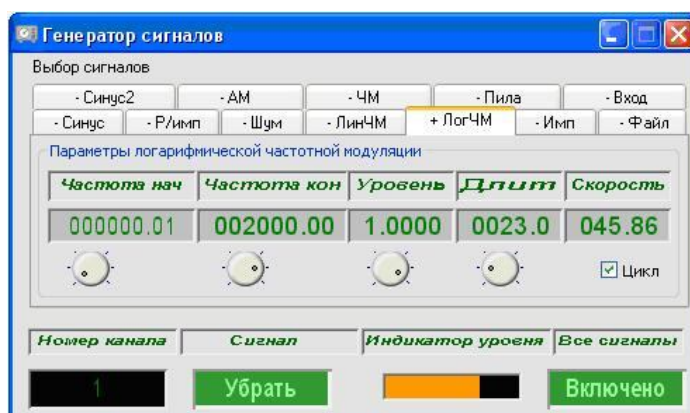 Генератор сигналов
Выбор сигналов
- Синус2 - АМ - ЧМ - Пила - Вход
- Синус - Р/имп - Шум - ЛинЧМ + ЛогЧМ - Имп - Файл
Параметры логарифмической частотной модуляции
Частота нач Частота кон Уровень Длит Скорость
000000.01 002000.00 1.0000 0023.0 045.86
Цикл
Номер канала Сигнал Индикатор уровня Все сигналы
1 Убрать Включено